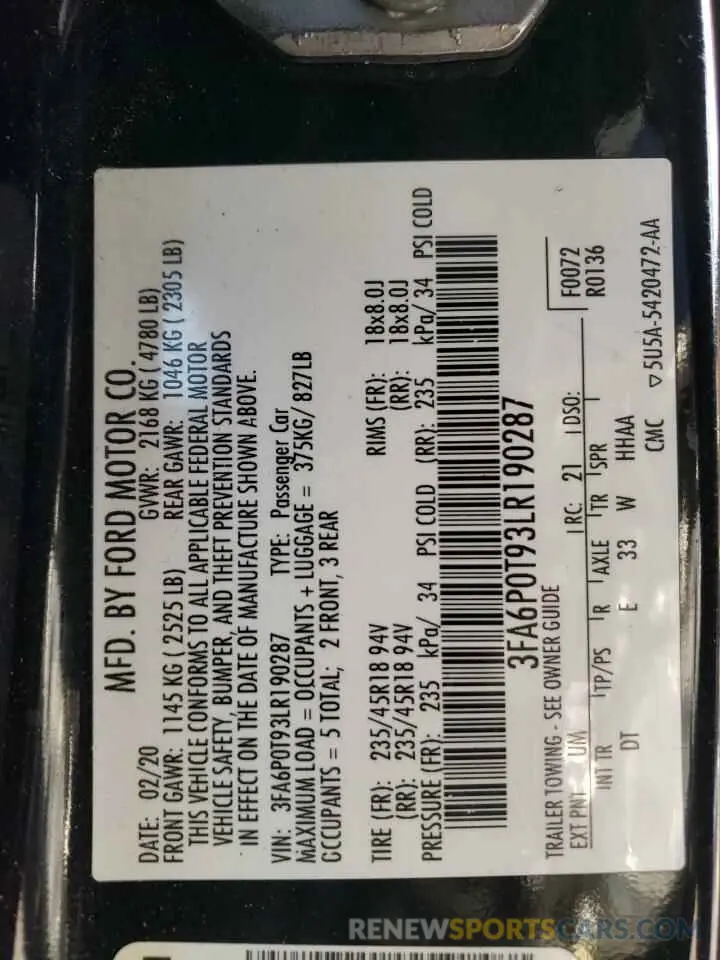 MFD. BY FORD MOTOR CO.
DATE: 02/20 GVWR: 2168 KG ( 4780 LB)
FRONT GAWR: 1145 KG ( 2525 LB) REAR GAWR: 1046 KG ( 2305 LB)
THIS VEHICLE CONFORMS TO ALL APPLICABLE FEDERAL MOTOR
VEHICLE SAFETY, BUMPER, AND THEFT PREVENTION STANDARDS
IN EFFECT ON THE DATE OF MANUFACTURE SHOWN ABOVE.
VIN: 3FA6P0T93LR190287 TYPE: Passenger Car
MAXIMUM LOAD = OCCUPANTS + LUGGAGE = 375KG/ 827LB
OCCUPANTS = 5 TOTAL; 2 FRONT, 3 REAR
TIRE (FR): 235/45R18 94V RIMS (FR): 18x8.0J
(RR): 235/45R18 94V (RR): 18x8.0J
PRESSURE (FR): 235 kPa/ 34 PSI COLD (RR): 235 kPa/ 34 PSI COLD
3FA6P0T93LR190287
TRAILER TOWING - SEE OWNER GUIDE F0072
EXT PNT: UM RC: 21 DSO: R0136
INT TR TP/PS R AXLE TR SPR
DT E 33 W HHAA
CMC ▽5U5A-5420472-AA
RENEWSPORTSCARS.COM